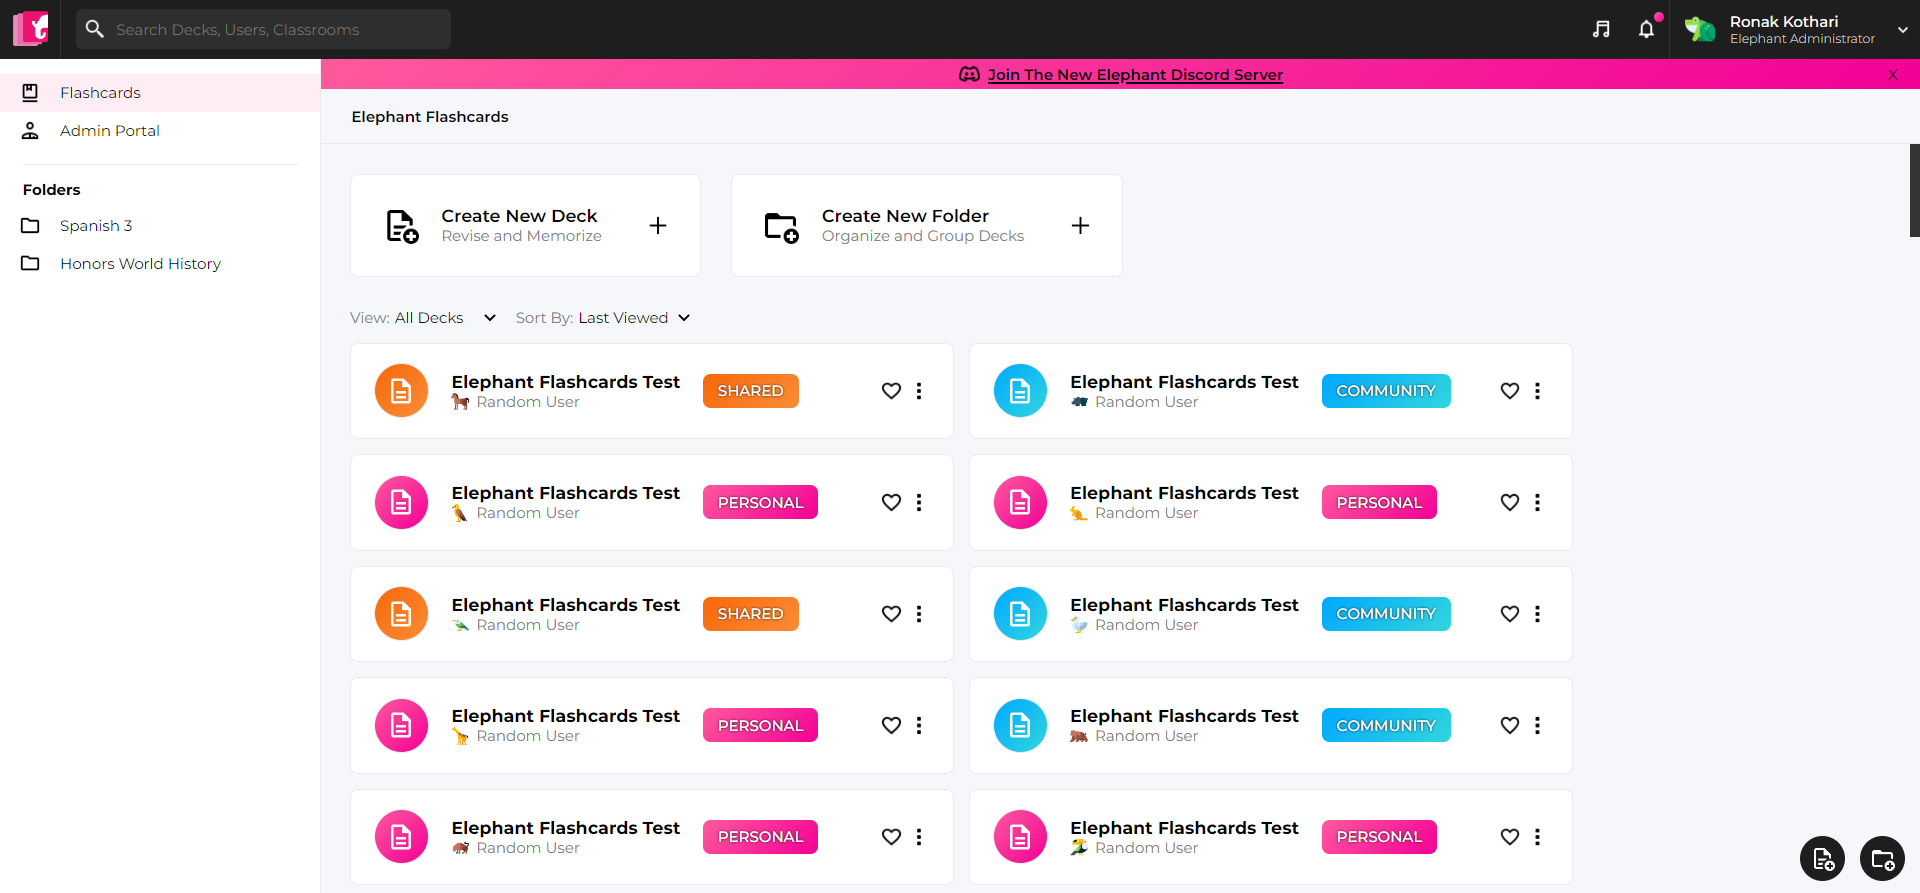 Search Decks, Users, Classrooms
Ronak Kothari
Elephant Administrator
Flashcards
Admin Portal
Folders
Spanish 3
Honors World History
Join The New Elephant Discord Server
X
Elephant Flashcards
Create New Deck
Revise and Memorize
Create New Folder
Organize and Group Decks
View: All Decks
Sort By: Last Viewed
Elephant Flashcards Test
Random User
SHARED
Elephant Flashcards Test
Random User
COMMUNITY
Elephant Flashcards Test
Random User
PERSONAL
Elephant Flashcards Test
Random User
PERSONAL
Elephant Flashcards Test
Random User
SHARED
Elephant Flashcards Test
Random User
COMMUNITY
Elephant Flashcards Test
Random User
PERSONAL
Elephant Flashcards Test
Random User
COMMUNITY
Elephant Flashcards Test
Random User
PERSONAL
Elephant Flashcards Test
Random User
PERSONAL